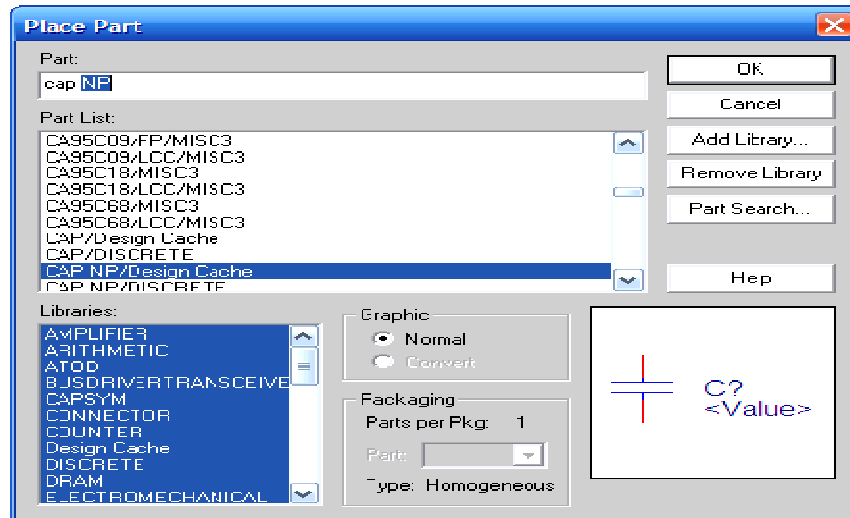 Place Part
Part:
cap NP
OK
Cancel
Part List:
CA95C09/FP/MISC3
CA95C09/LCC/MISC3
CA95C18/MISC3
CA95C18/LCC/MISC3
CA95C68/MISC3
CA95C68/LCC/MISC3
CAP/Design Cache
CAP/DISCRETE
CAP NP/Design Cache
CAP NP/DISCRETE
Add Library...
Remove Library
Part Search...
Help
Libraries:
AMPLIFIER
ARITHMETIC
ATOD
BUSDRIVERTRANSCEIVE
CAPSYM
CONNECTOR
COUNTER
Design Cache
DISCRETE
DRAM
ELECTROMECHANICAL
Graphic
Normal
Convert
Packaging
Parts per Pkg: 1
Part:
Type: Homogeneous
C?
<Value>